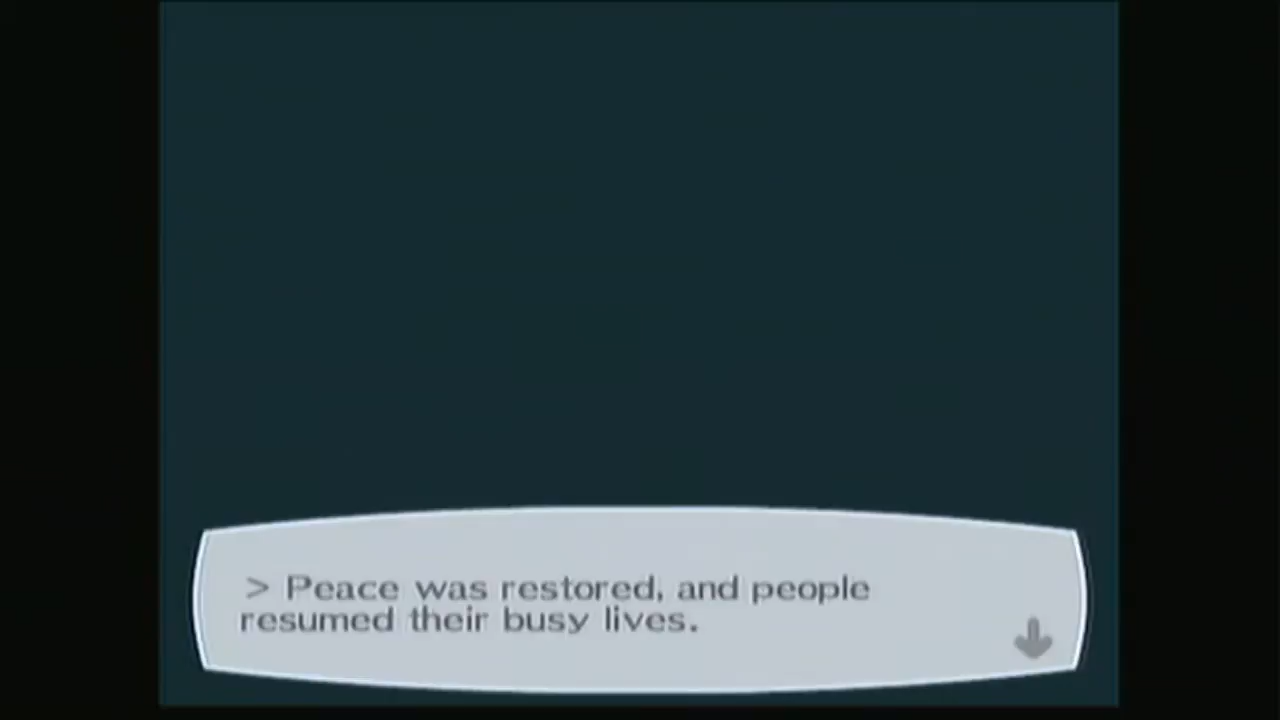 > Peace was restored, and people
resumed their busy lives.